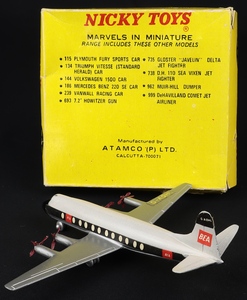 NICKY TOYS
MARVELS IN MINIATURE
RANGE INCLUDES THESE OTHER MODELS
• 115 PLYMOUTH FURY SPORTS CAR
• 134 TRIUMPH VITESSE (STANDARD
HERALD) CAR
• 144 VOLKSWAGEN 1500 CAR
• 186 MERCEDES BENZ 220 SE CAR
• 239 VANWALL RACING CAR
• 693 7.2" HOWITZER GUN
• 735 GLOSTER "JAVELIN" DELTA
JET FIGHTER
• 738 D.H. 110 SEA VIXEN JET
FIGHTER
• 962 MUIR-HILL DUMPER
• 999 DeHAVILLAND COMET JET
AIRLINER
Manufactured by
ATAMCO (P) LTD.
CALCUTTA-700071
BEA
BEA